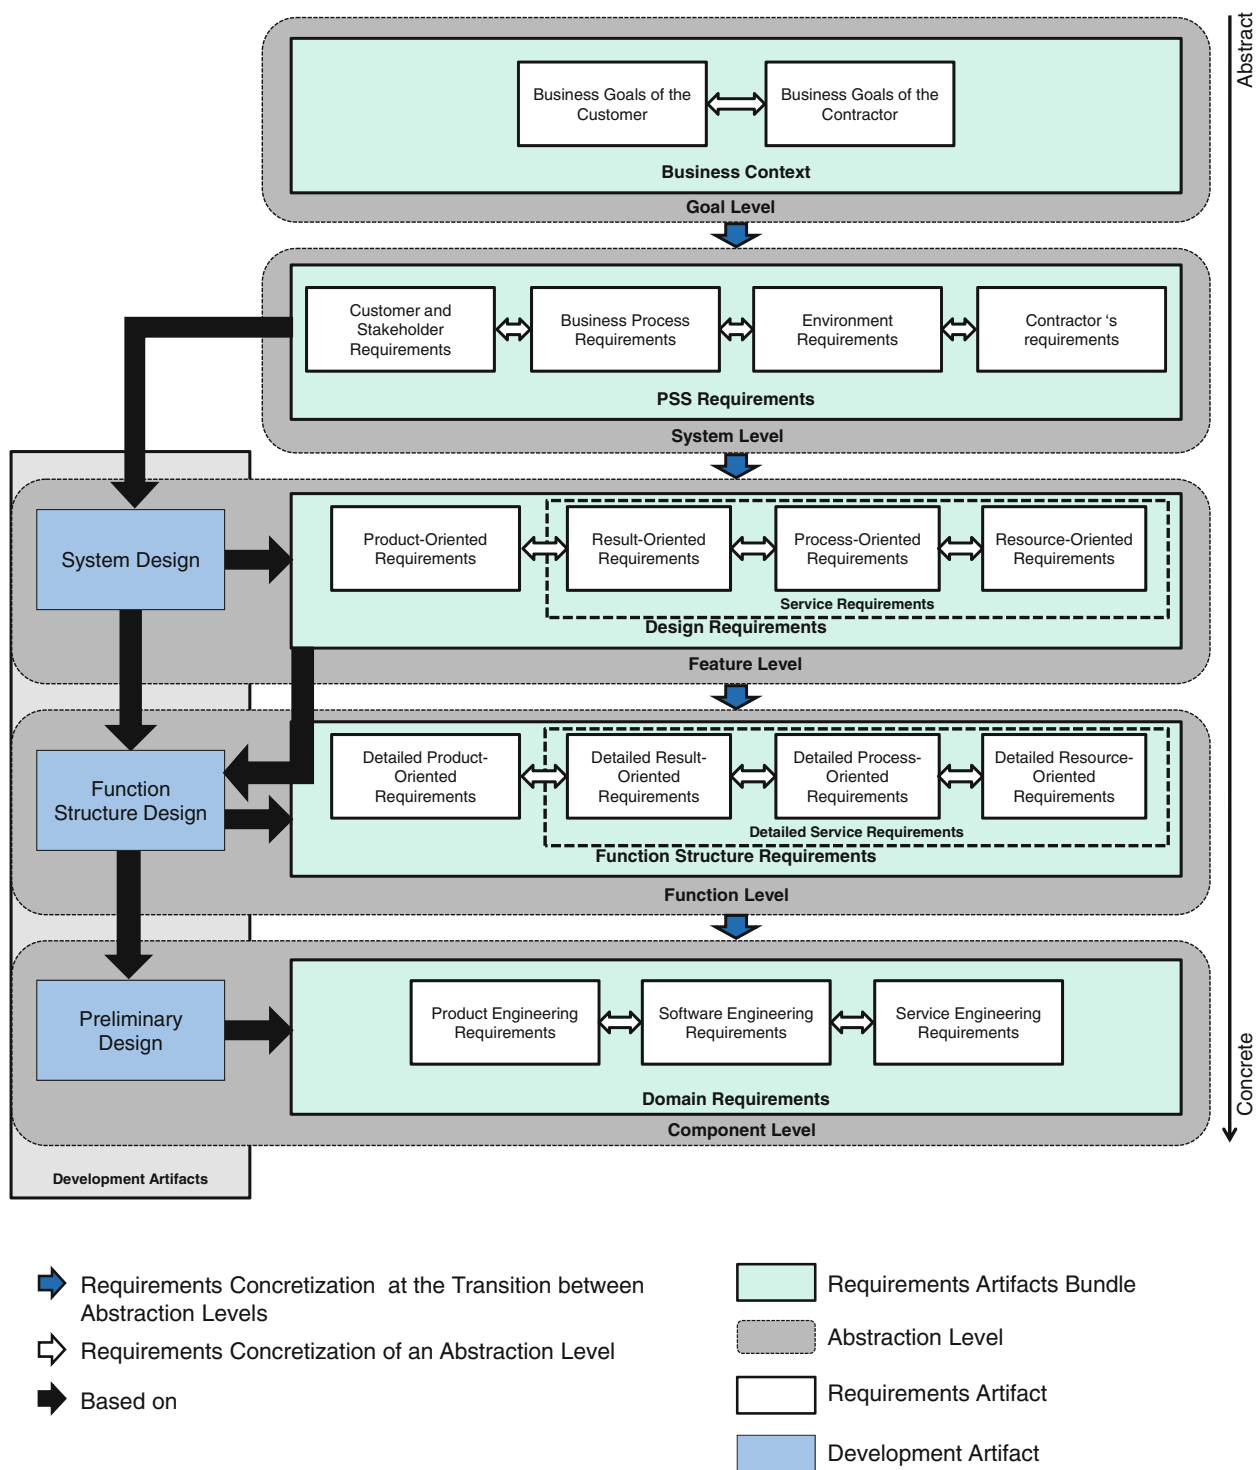 Abstract
Business Goals of the
Customer
Business Goals of the
Contractor
Business Context
Goal Level
Customer and
Stakeholder
Requirements
Business Process
Requirements
Environment
Requirements
Contractor ‘s
requirements
PSS Requirements
System Level
System Design
Product-Oriented
Requirements
Result-Oriented
Requirements
Process-Oriented
Requirements
Resource-Oriented
Requirements
Service Requirements
Design Requirements
Feature Level
Function
Structure Design
Detailed Product-
Oriented
Requirements
Detailed Result-
Oriented
Requirements
Detailed Process-
Oriented
Requirements
Detailed Resource-
Oriented
Requirements
Detailed Service Requirements
Function Structure Requirements
Function Level
Preliminary
Design
Product Engineering
Requirements
Software Engineering
Requirements
Service Engineering
Requirements
Domain Requirements
Component Level
Concrete
Development Artifacts
Requirements Concretization at the Transition between
Abstraction Levels
Requirements Concretization of an Abstraction Level
Based on
Requirements Artifacts Bundle
Abstraction Level
Requirements Artifact
Development Artifact